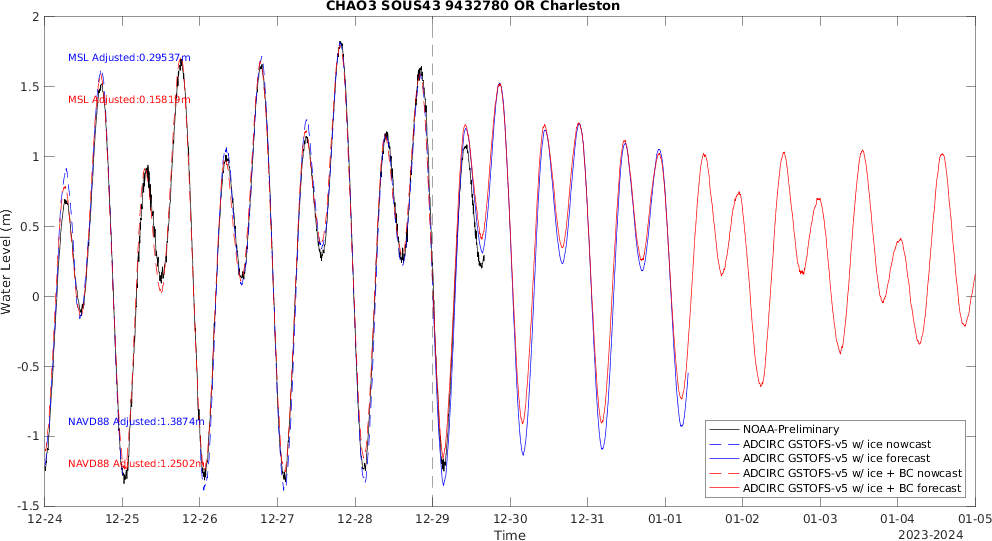 CHAO3 SOUS43 9432780 OR Charleston
2
1.5
1
0.5
0
-0.5
-1
-1.5
Water Level (m)
MSL Adjusted:0.29537m
MSL Adjusted:0.15819m
NAVD88 Adjusted:1.3874m
NAVD88 Adjusted:1.2502m
NOAA-Preliminary
ADCIRC GSTOFS-v5 w/ ice nowcast
ADCIRC GSTOFS-v5 w/ ice forecast
ADCIRC GSTOFS-v5 w/ ice + BC nowcast
ADCIRC GSTOFS-v5 w/ ice + BC forecast
12-24 12-25 12-26 12-27 12-28 12-29 12-30 12-31 01-01 01-02 01-03 01-04 01-05
Time
2023-2024